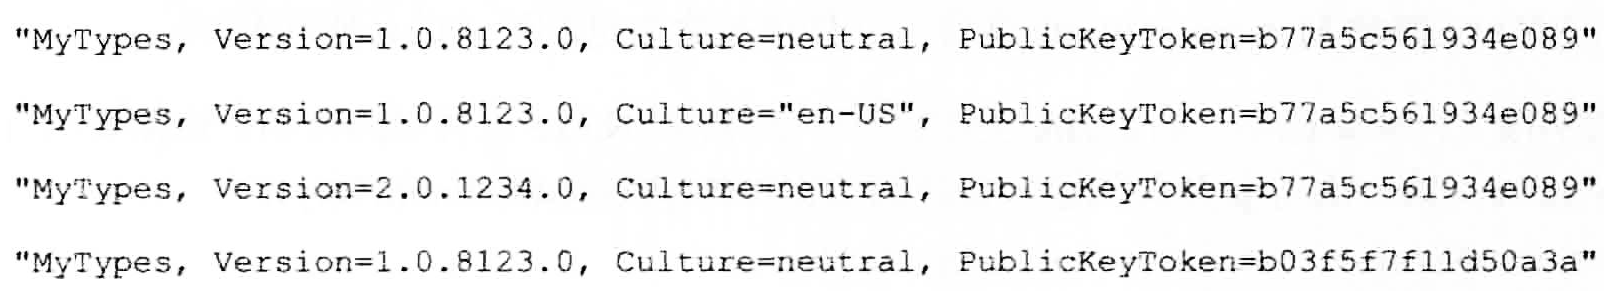 "MyTypes, Version=1.0.8123.0, Culture=neutral, PublicKeyToken=b77a5c561934e089"
"MyTypes, Version=1.0.8123.0, Culture="en-US", PublicKeyToken=b77a5c561934e089"
"MyTypes, Version=2.0.1234.0, Culture=neutral, PublicKeyToken=b77a5c561934e089"
"MyTypes, Version=1.0.8123.0, Culture=neutral, PublicKeyToken=b03f5f7f11d50a3a"